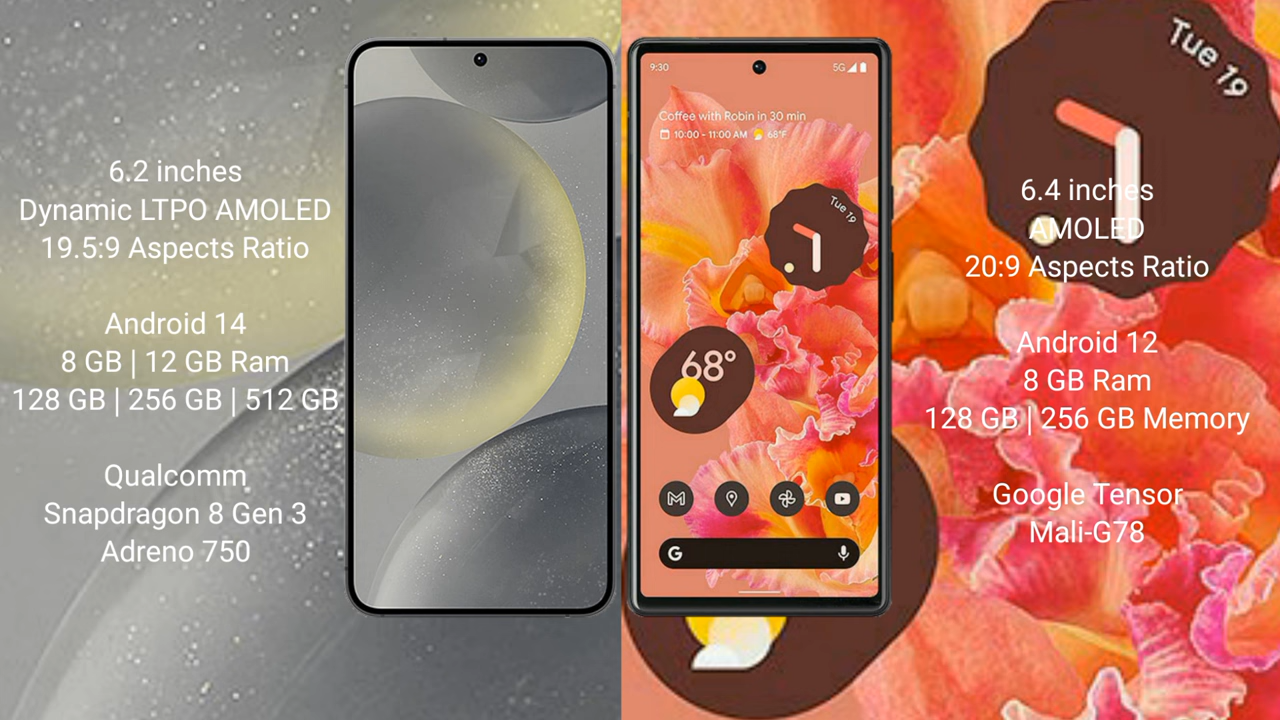 6.2 inches
Dynamic LTPO AMOLED
19.5:9 Aspects Ratio
Android 14
8 GB | 12 GB Ram
128 GB | 256 GB | 512 GB
Qualcomm
Snapdragon 8 Gen 3
Adreno 750
9:30
5G
Coffee with Robin in 30 min
10:00 - 11:00 AM 68°F
Tue 19
68°
G
Tue 19
6.4 inches
AMOLED
20:9 Aspects Ratio
Android 12
8 GB Ram
128 GB | 256 GB Memory
Google Tensor
Mali-G78